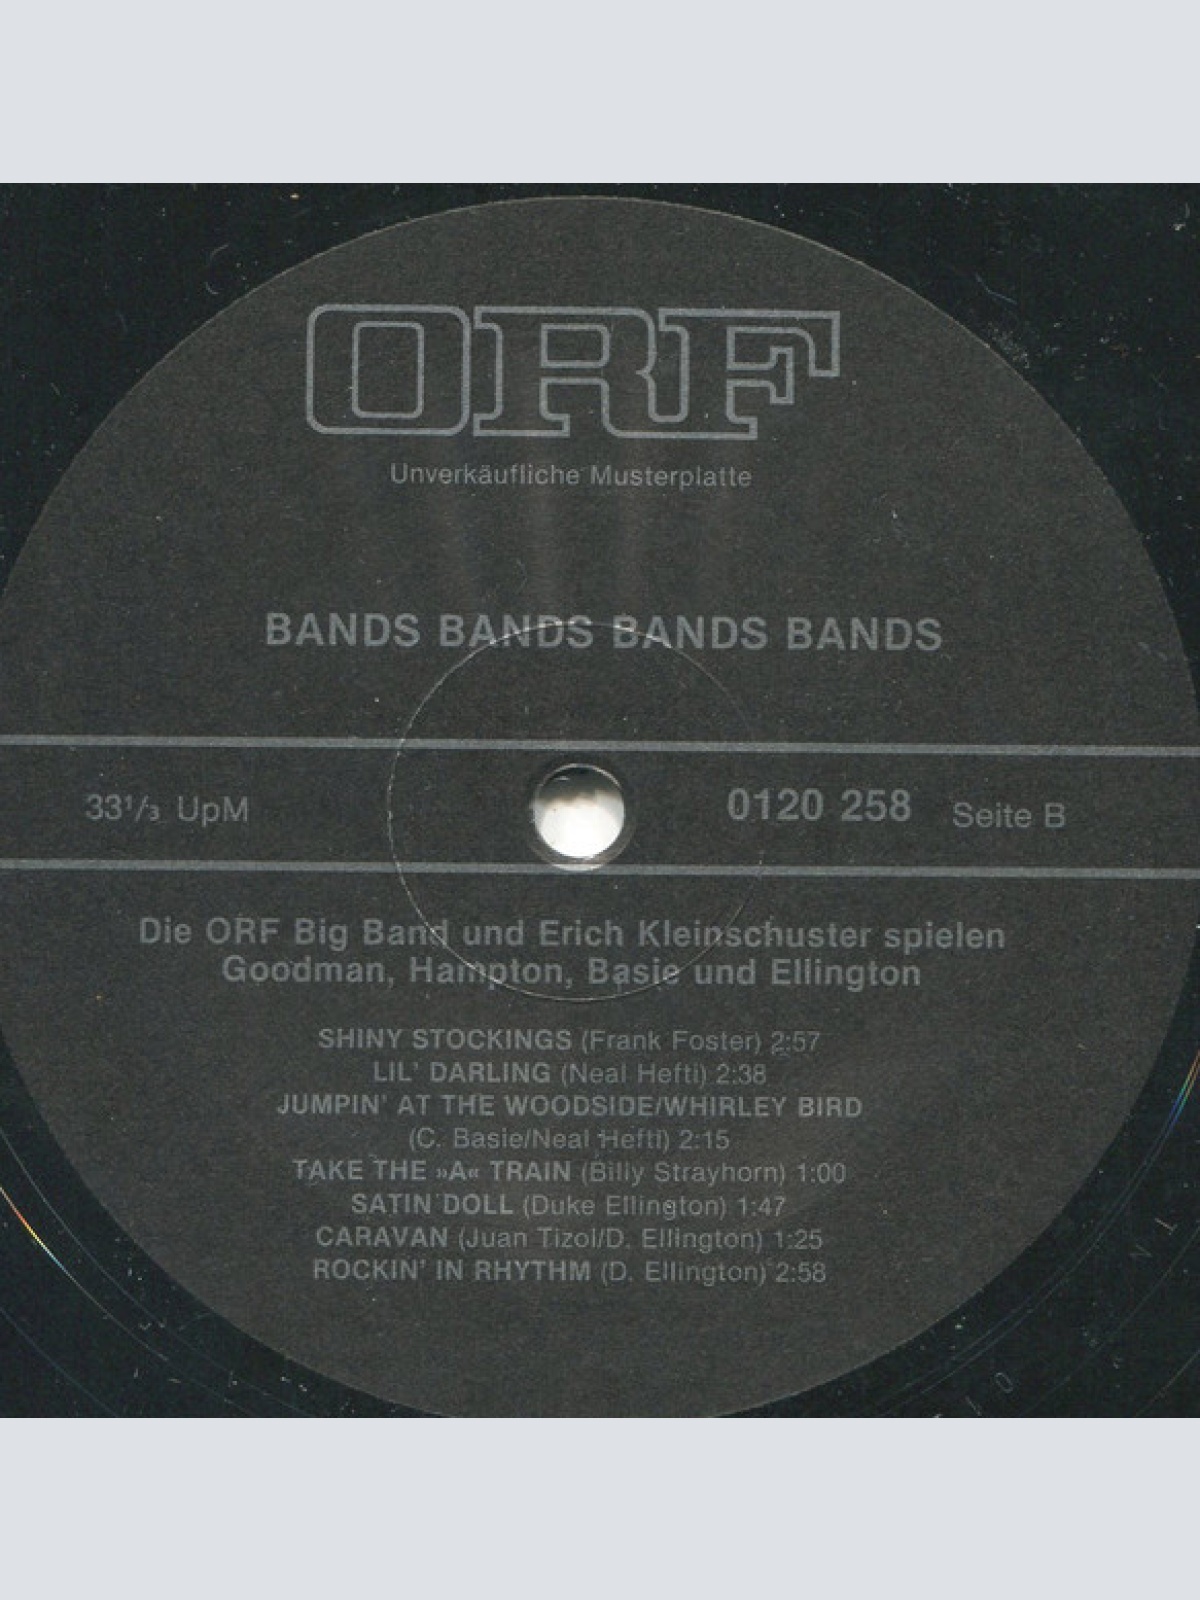 ORF
Unverkäufliche Musterplatte
BANDS BANDS BANDS BANDS
33¹/₃ UpM
0120 258 Seite B
Die ORF Big Band und Erich Kleinschuster spielen
Goodman, Hampton, Basie und Ellington
SHINY STOCKINGS (Frank Foster) 2:57
LIL' DARLING (Neal Hefti) 2:38
JUMPIN' AT THE WOODSIDE/WHIRLEY BIRD
(C. Basie/Neal Hefti) 2:15
TAKE THE »A« TRAIN (Billy Strayhorn) 1:00
SATIN DOLL (Duke Ellington) 1:47
CARAVAN (Juan Tizol/D. Ellington) 1:25
ROCKIN' IN RHYTHM (D. Ellington) 2:58